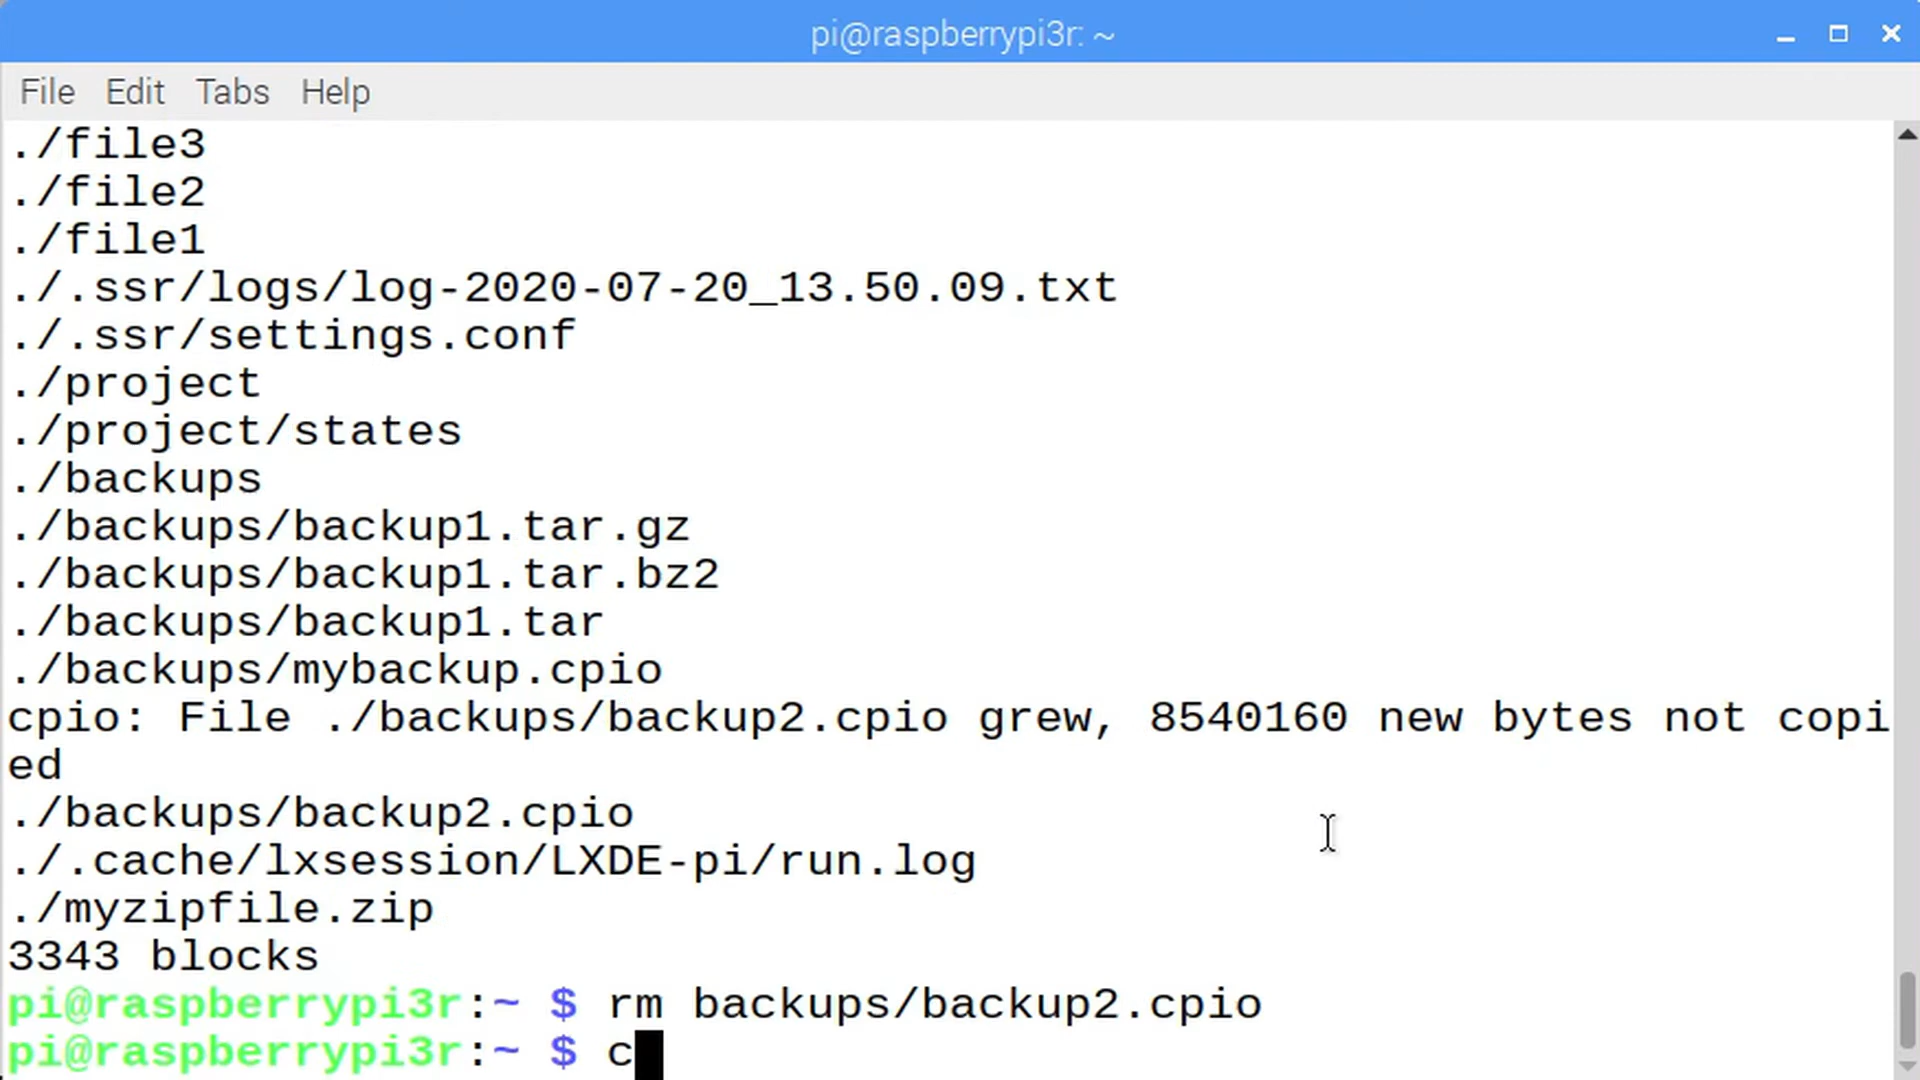 pi@raspberrypi3r: ~
File Edit Tabs Help
./file3
./file2
./file1
./.ssr/logs/log-2020-07-20_13.50.09.txt
./.ssr/settings.conf
./project
./project/states
./backups
./backups/backup1.tar.gz
./backups/backup1.tar.bz2
./backups/backup1.tar
./backups/mybackup.cpio
cpio: File ./backups/backup2.cpio grew, 8540160 new bytes not copi
ed
./backups/backup2.cpio
./.cache/lxsession/LXDE-pi/run.log
./myzipfile.zip
3343 blocks
pi@raspberrypi3r:~ $ rm backups/backup2.cpio
pi@raspberrypi3r:~ $ c